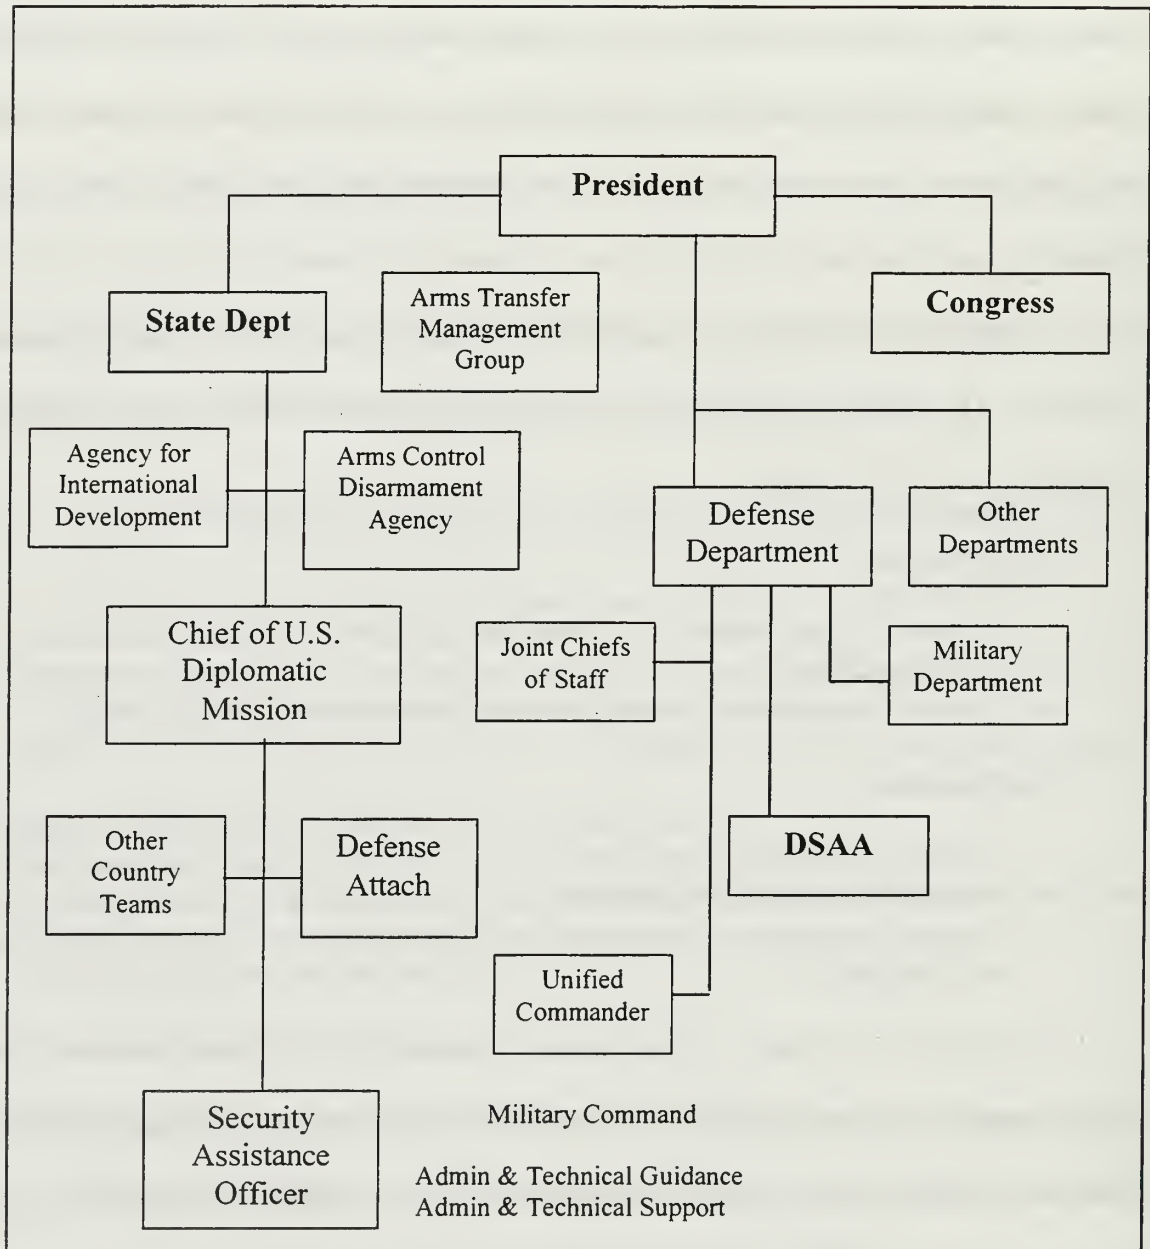 President
State Dept
Arms Transfer
Management
Group
Congress
Agency for
International
Development
Arms Control
Disarmament
Agency
Defense
Department
Other
Departments
Chief of U.S.
Diplomatic
Mission
Joint Chiefs
of Staff
Military
Department
Other
Country
Teams
Defense
Attach
DSAA
Unified
Commander
Security
Assistance
Officer
Military Command
Admin & Technical Guidance
Admin & Technical Support